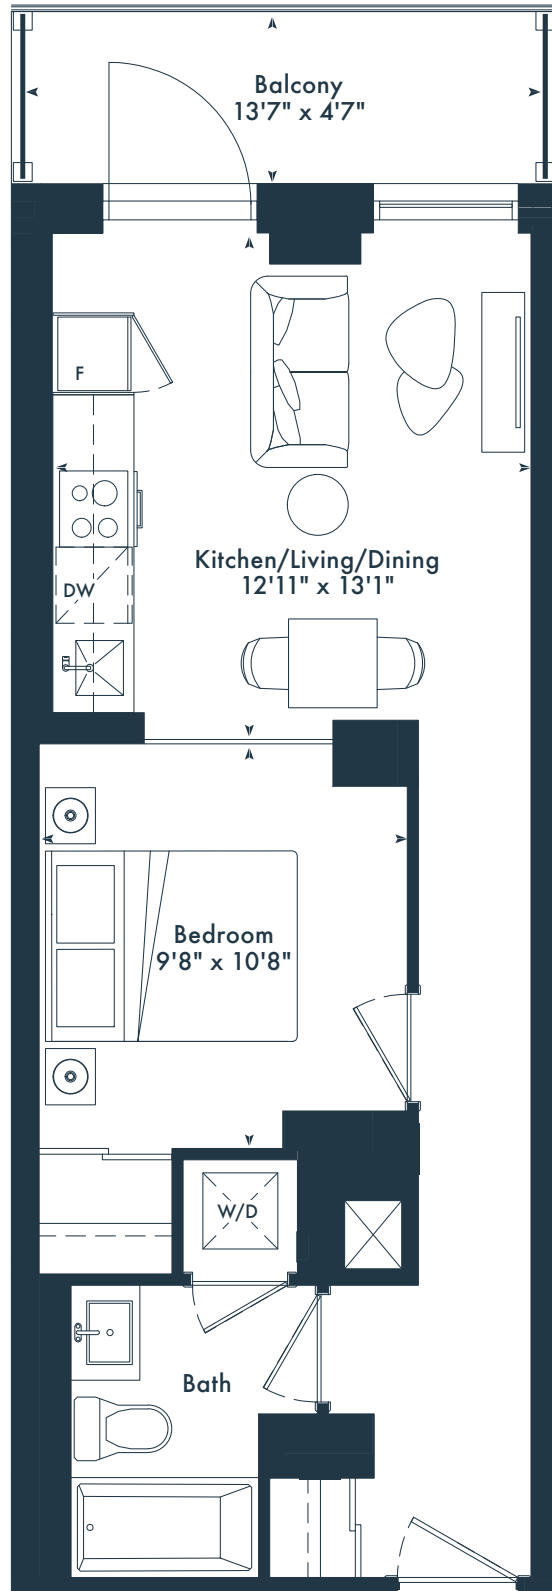 Balcony
13'7" x 4'7"
F
Kitchen/Living/Dining
12'11" x 13'1"
DW
Bedroom
9'8" x 10'8"
W/D
Bath